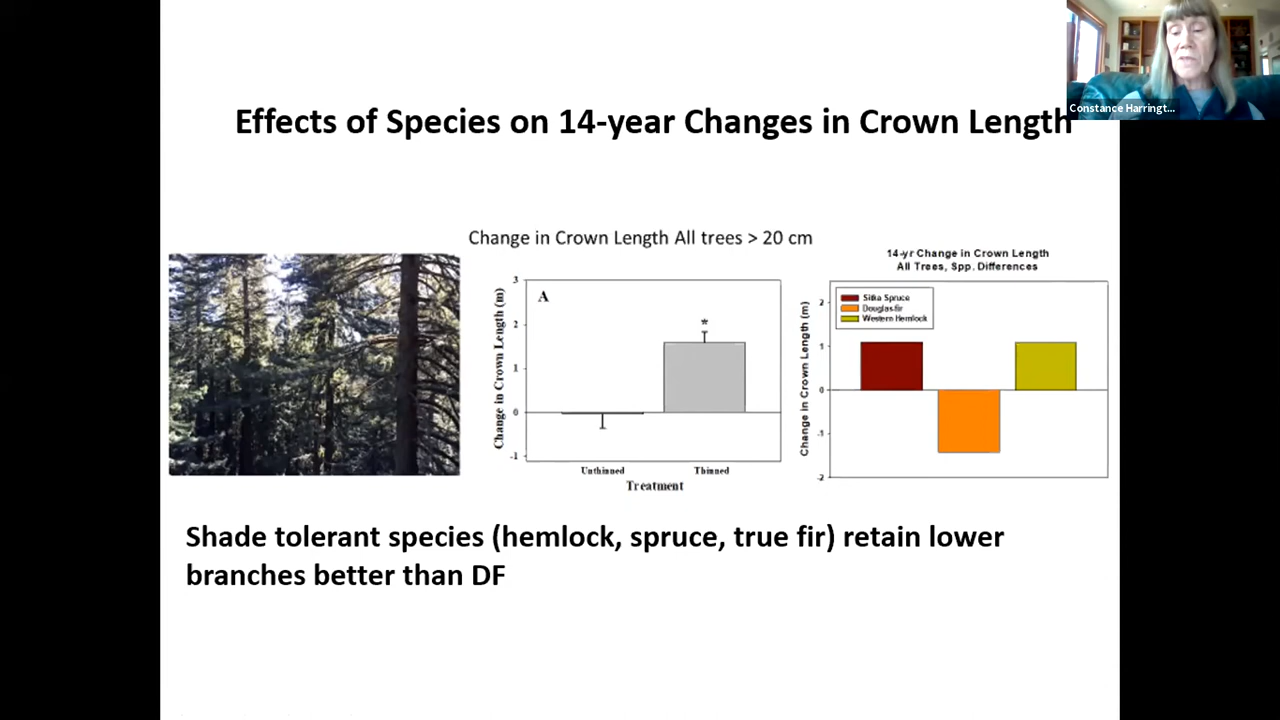 Constance Harringt...
Effects of Species on 14-year Changes in Crown Length
Change in Crown Length All trees > 20 cm
3
2
1
0
-1
Change in Crown Length (m)
A
*
Unthinned
Thinned
Treatment
14-yr Change in Crown Length
All Trees, Spp. Differences
2
1
0
-1
-2
Change in Crown Length (m)
Sitka Spruce
Douglas-fir
Western Hemlock
Shade tolerant species (hemlock, spruce, true fir) retain lower
branches better than DF